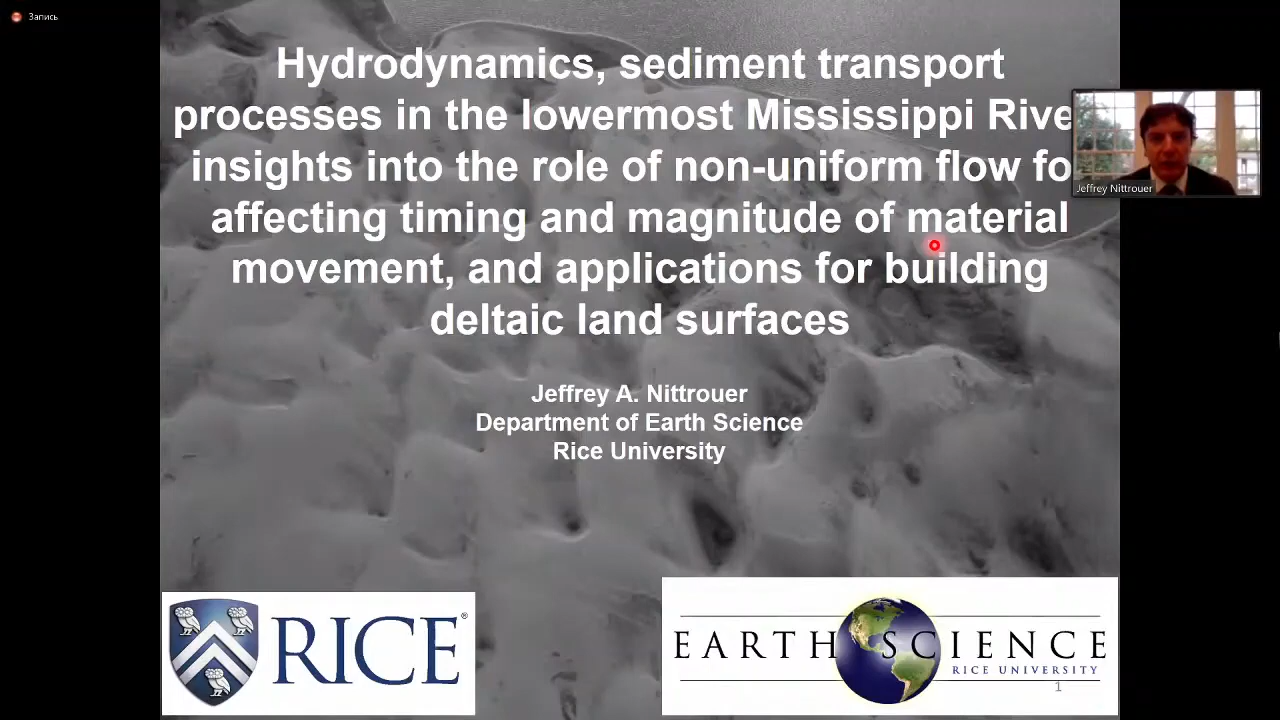 Запись
Hydrodynamics, sediment transport
processes in the lowermost Mississippi Rive
insights into the role of non-uniform flow fo
affecting timing and magnitude of material
movement, and applications for building
deltaic land surfaces
Jeffrey Nittrouer
Jeffrey A. Nittrouer
Department of Earth Science
Rice University
RICE®
EARTH SCIENCE
RICE UNIVERSITY
1